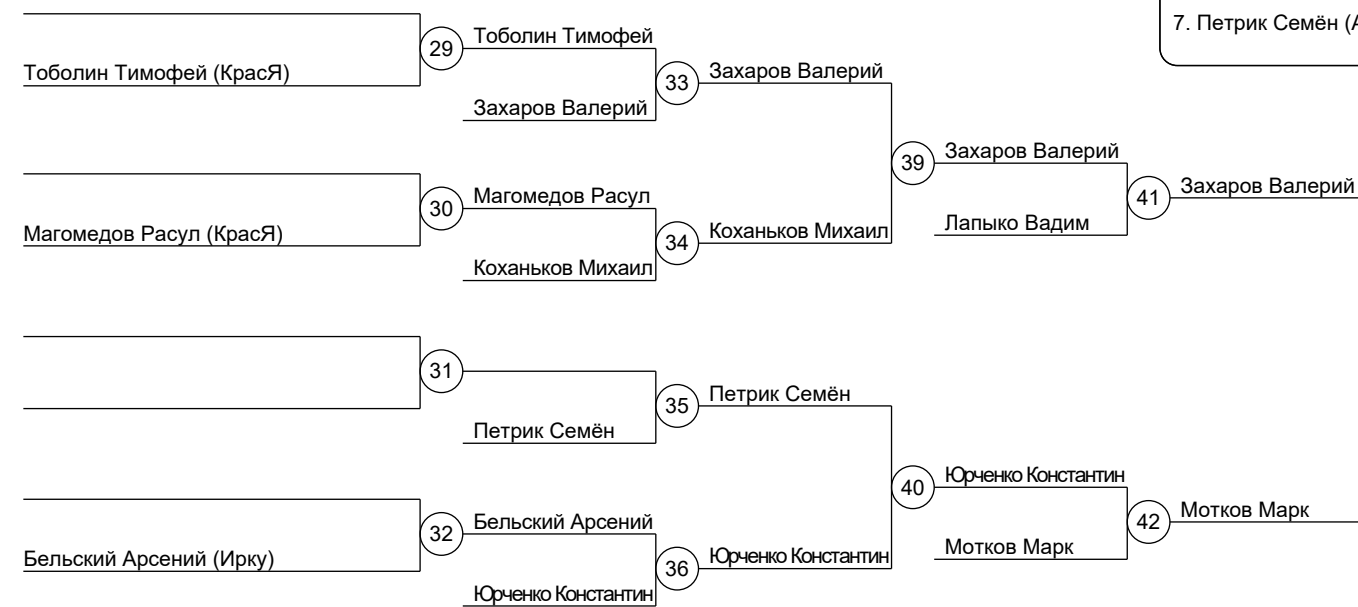 7. Петрик Семён (А
29
Тоболин Тимофей
Тоболин Тимофей (КрасЯ)
33
Захаров Валерий
Захаров Валерий
39
Захаров Валерий
41
Захаров Валерий
30
Магомедов Расул
Магомедов Расул (КрасЯ)
34
Коханьков Михаил
Лапыко Вадим
Коханьков Михаил
31
35
Петрик Семён
Петрик Семён
40
Юрченко Константин
42
Мотков Марк
32
Бельский Арсений
Бельский Арсений (Ирку)
36
Юрченко Константин
Мотков Марк
Юрченко Константин